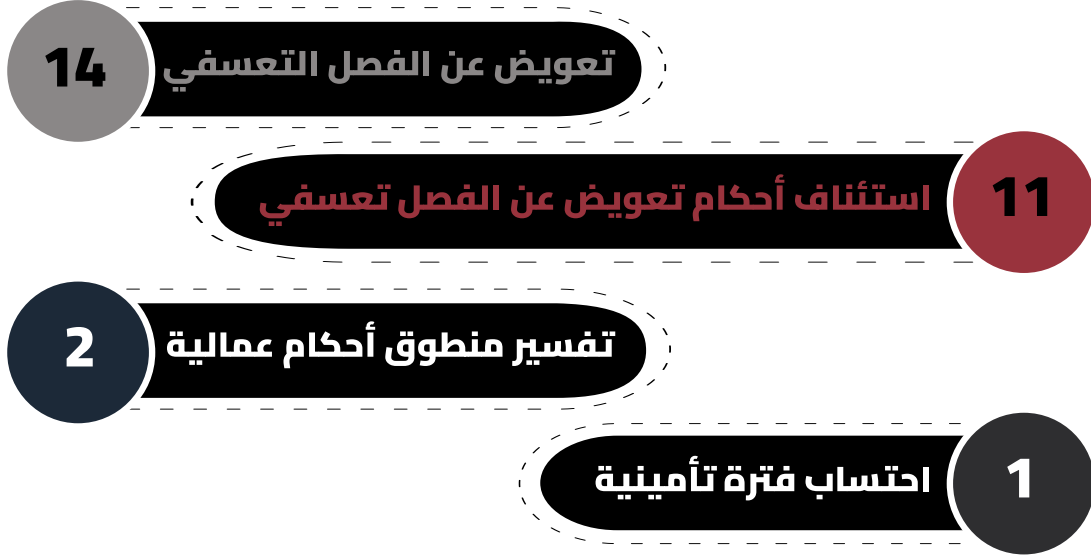 14
تعويض عن الفصل التعسفي
11
استئناف أحكام تعويض عن الفصل تعسفي
2
تفسير منطوق أحكام عمالية
1
احتساب فترة تأمينية